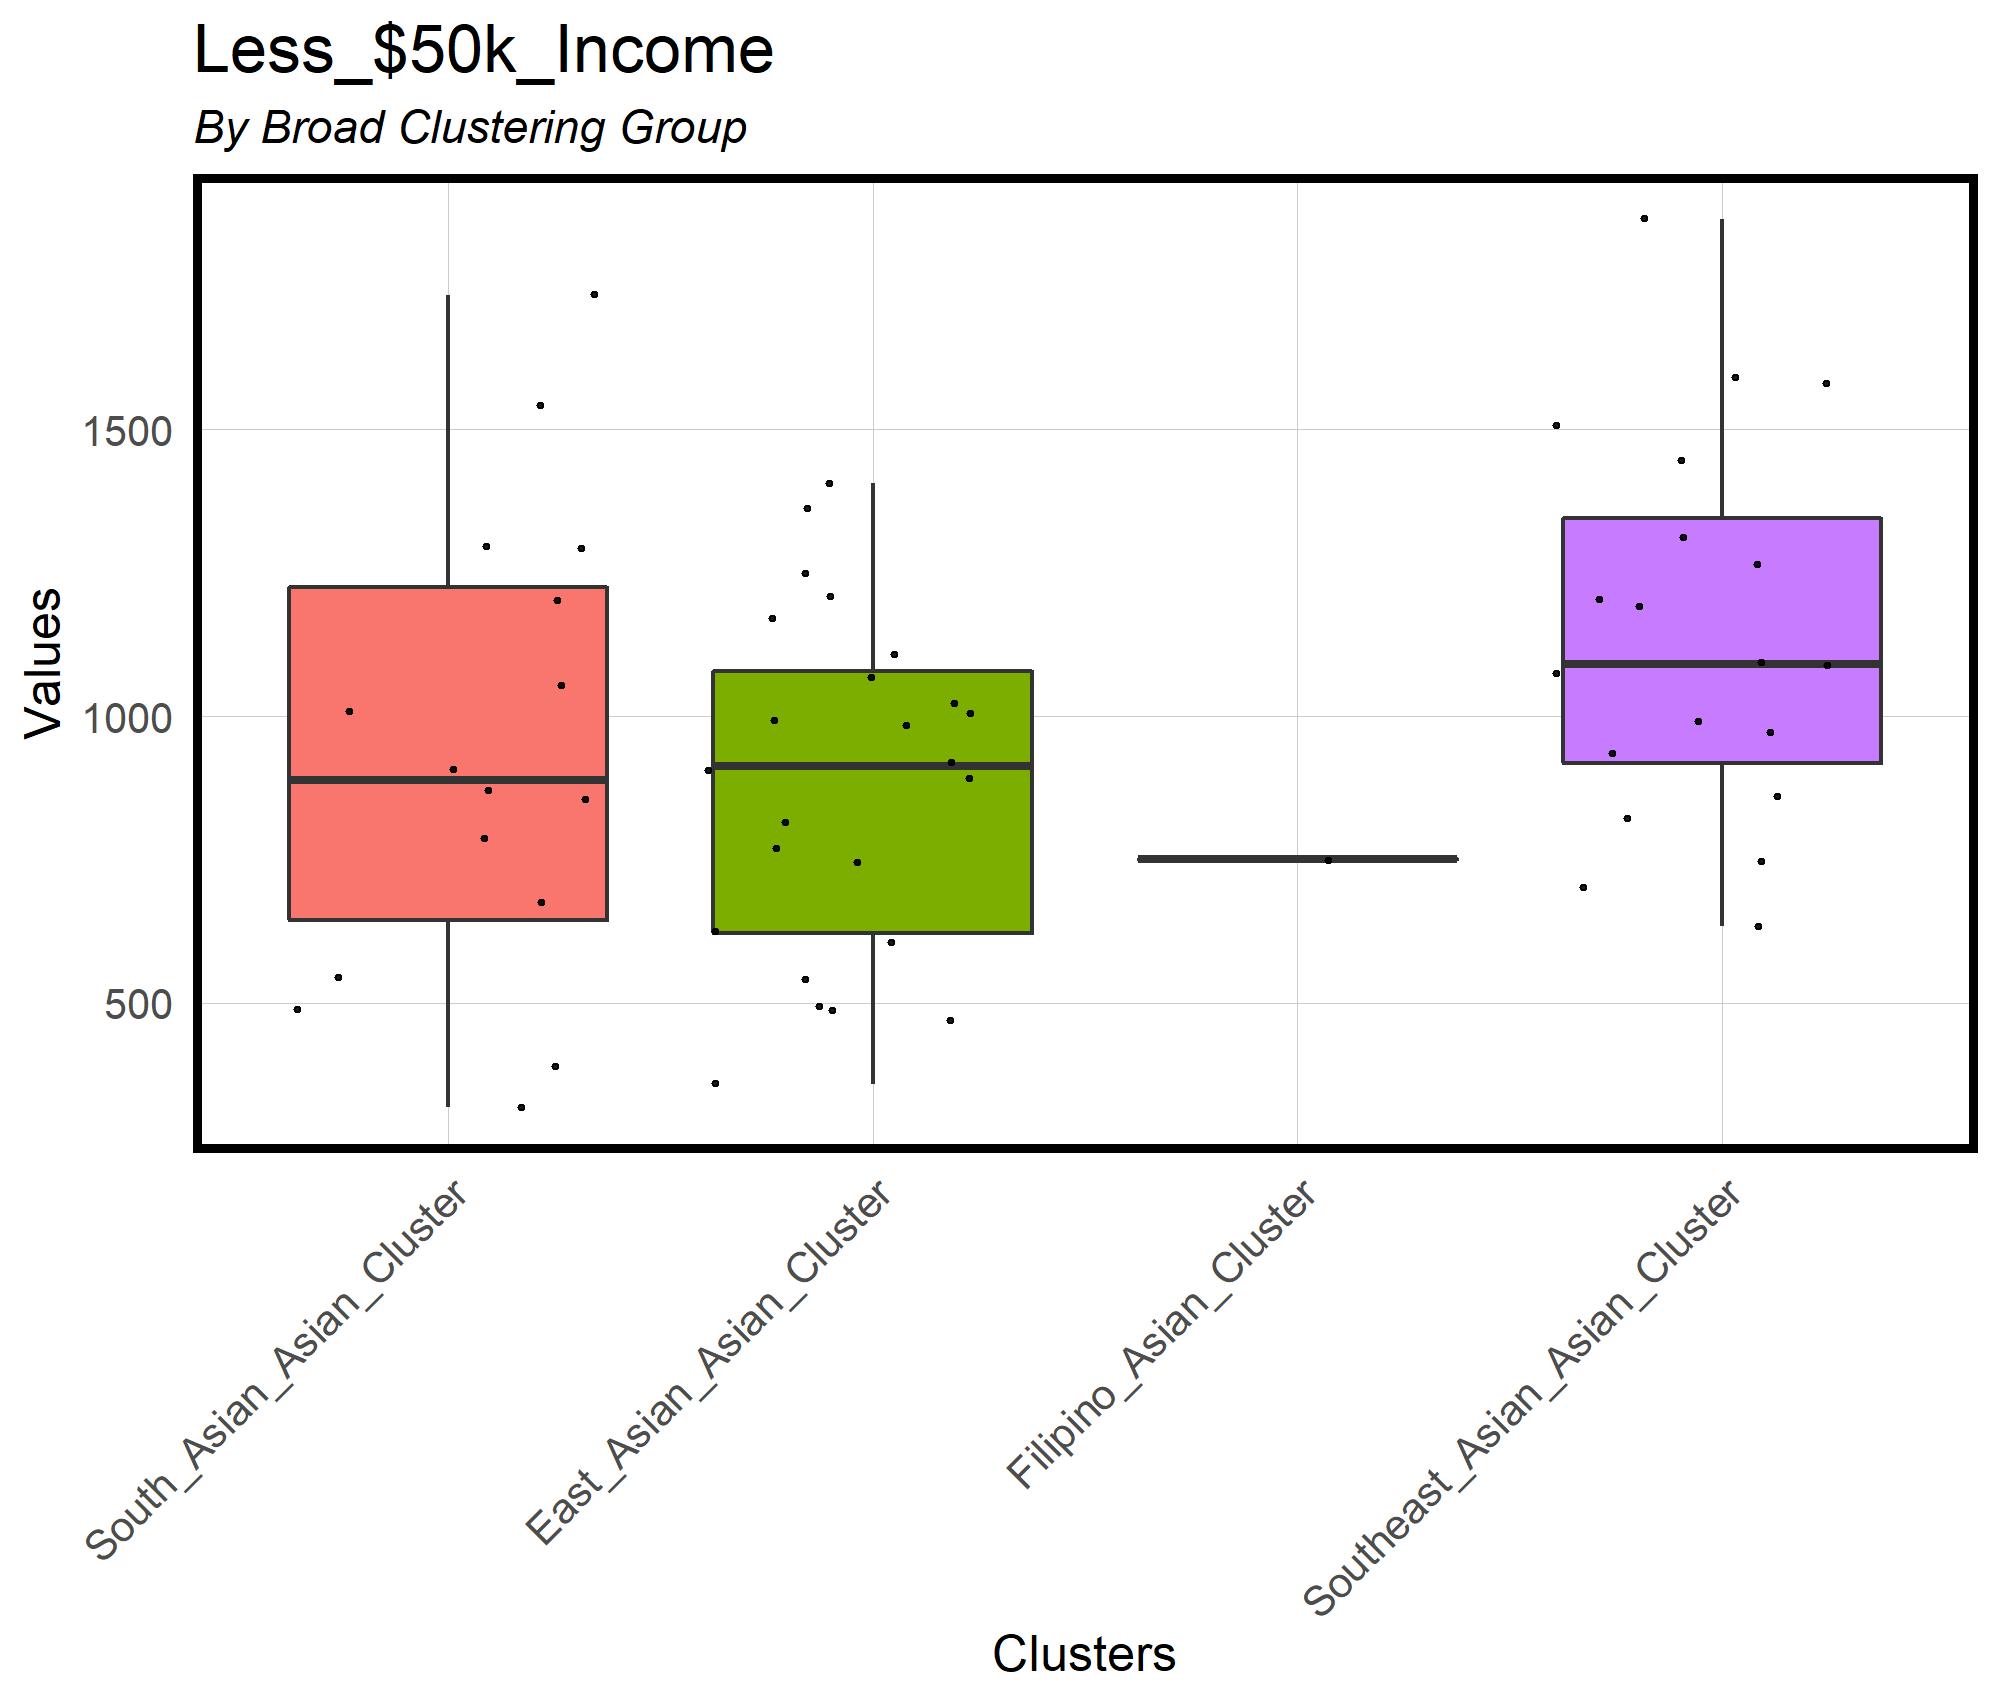 Less_$50k_Income
By Broad Clustering Group
Values
1500
1000
500
South_Asian_Asian_Cluster
East_Asian_Asian_Cluster
Filipino_Asian_Cluster
Southeast_Asian_Asian_Cluster
Clusters